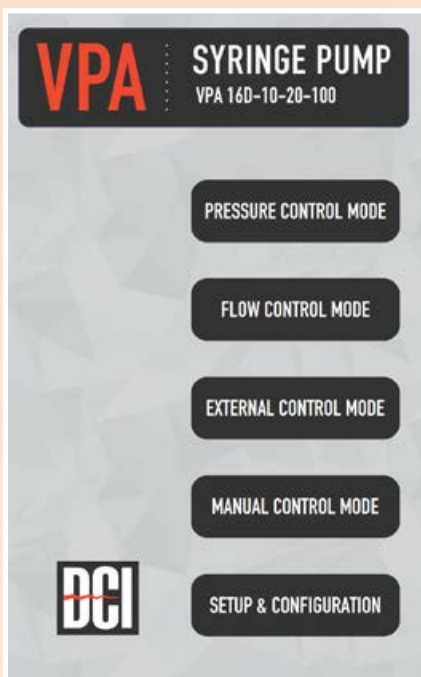 VPA
SYRINGE PUMP
VPA 16D-10-20-100
PRESSURE CONTROL MODE
FLOW CONTROL MODE
EXTERNAL CONTROL MODE
MANUAL CONTROL MODE
DCI
SETUP & CONFIGURATION